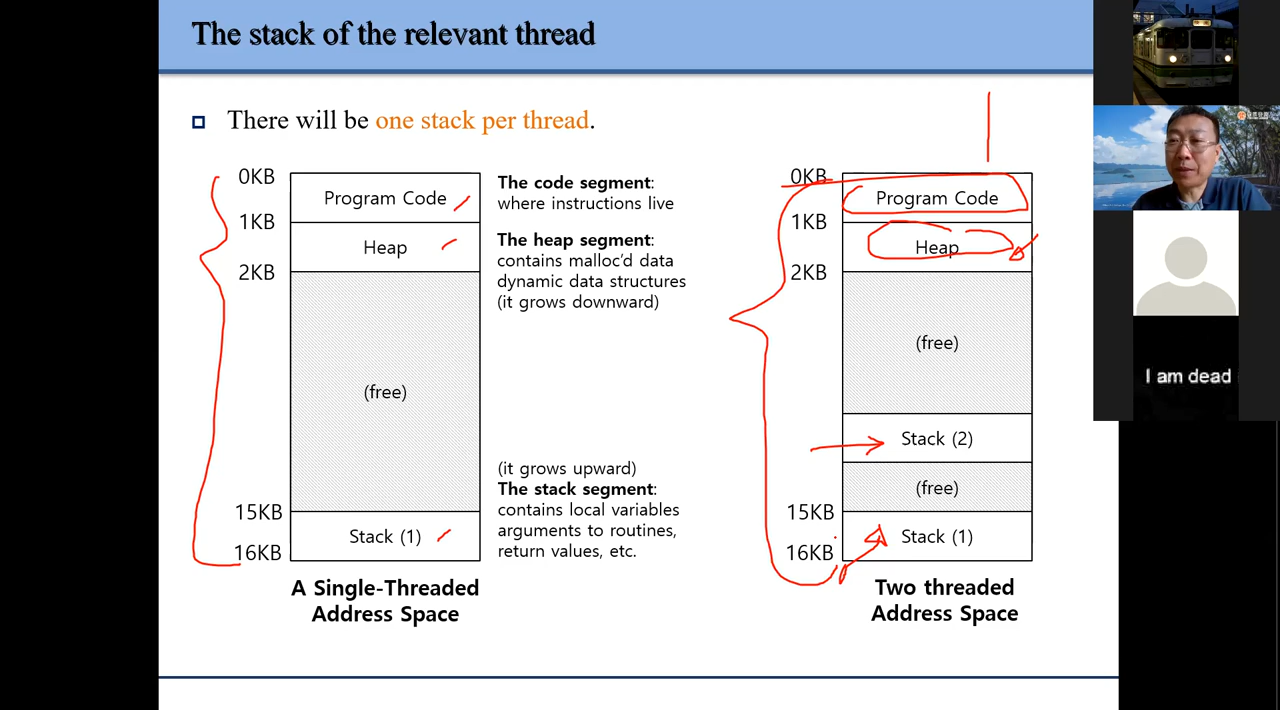 The stack of the relevant thread
There will be one stack per thread.
0KB
Program Code
1KB
Heap
2KB
(free)
15KB
Stack (1)
16KB
A Single-Threaded
Address Space
The code segment:
where instructions live
The heap segment:
contains malloc’d data
dynamic data structures
(it grows downward)
(it grows upward)
The stack segment:
contains local variables
arguments to routines,
return values, etc.
0KB
Program Code
1KB
Heap
2KB
(free)
Stack (2)
(free)
15KB
Stack (1)
16KB
Two threaded
Address Space
I am dead